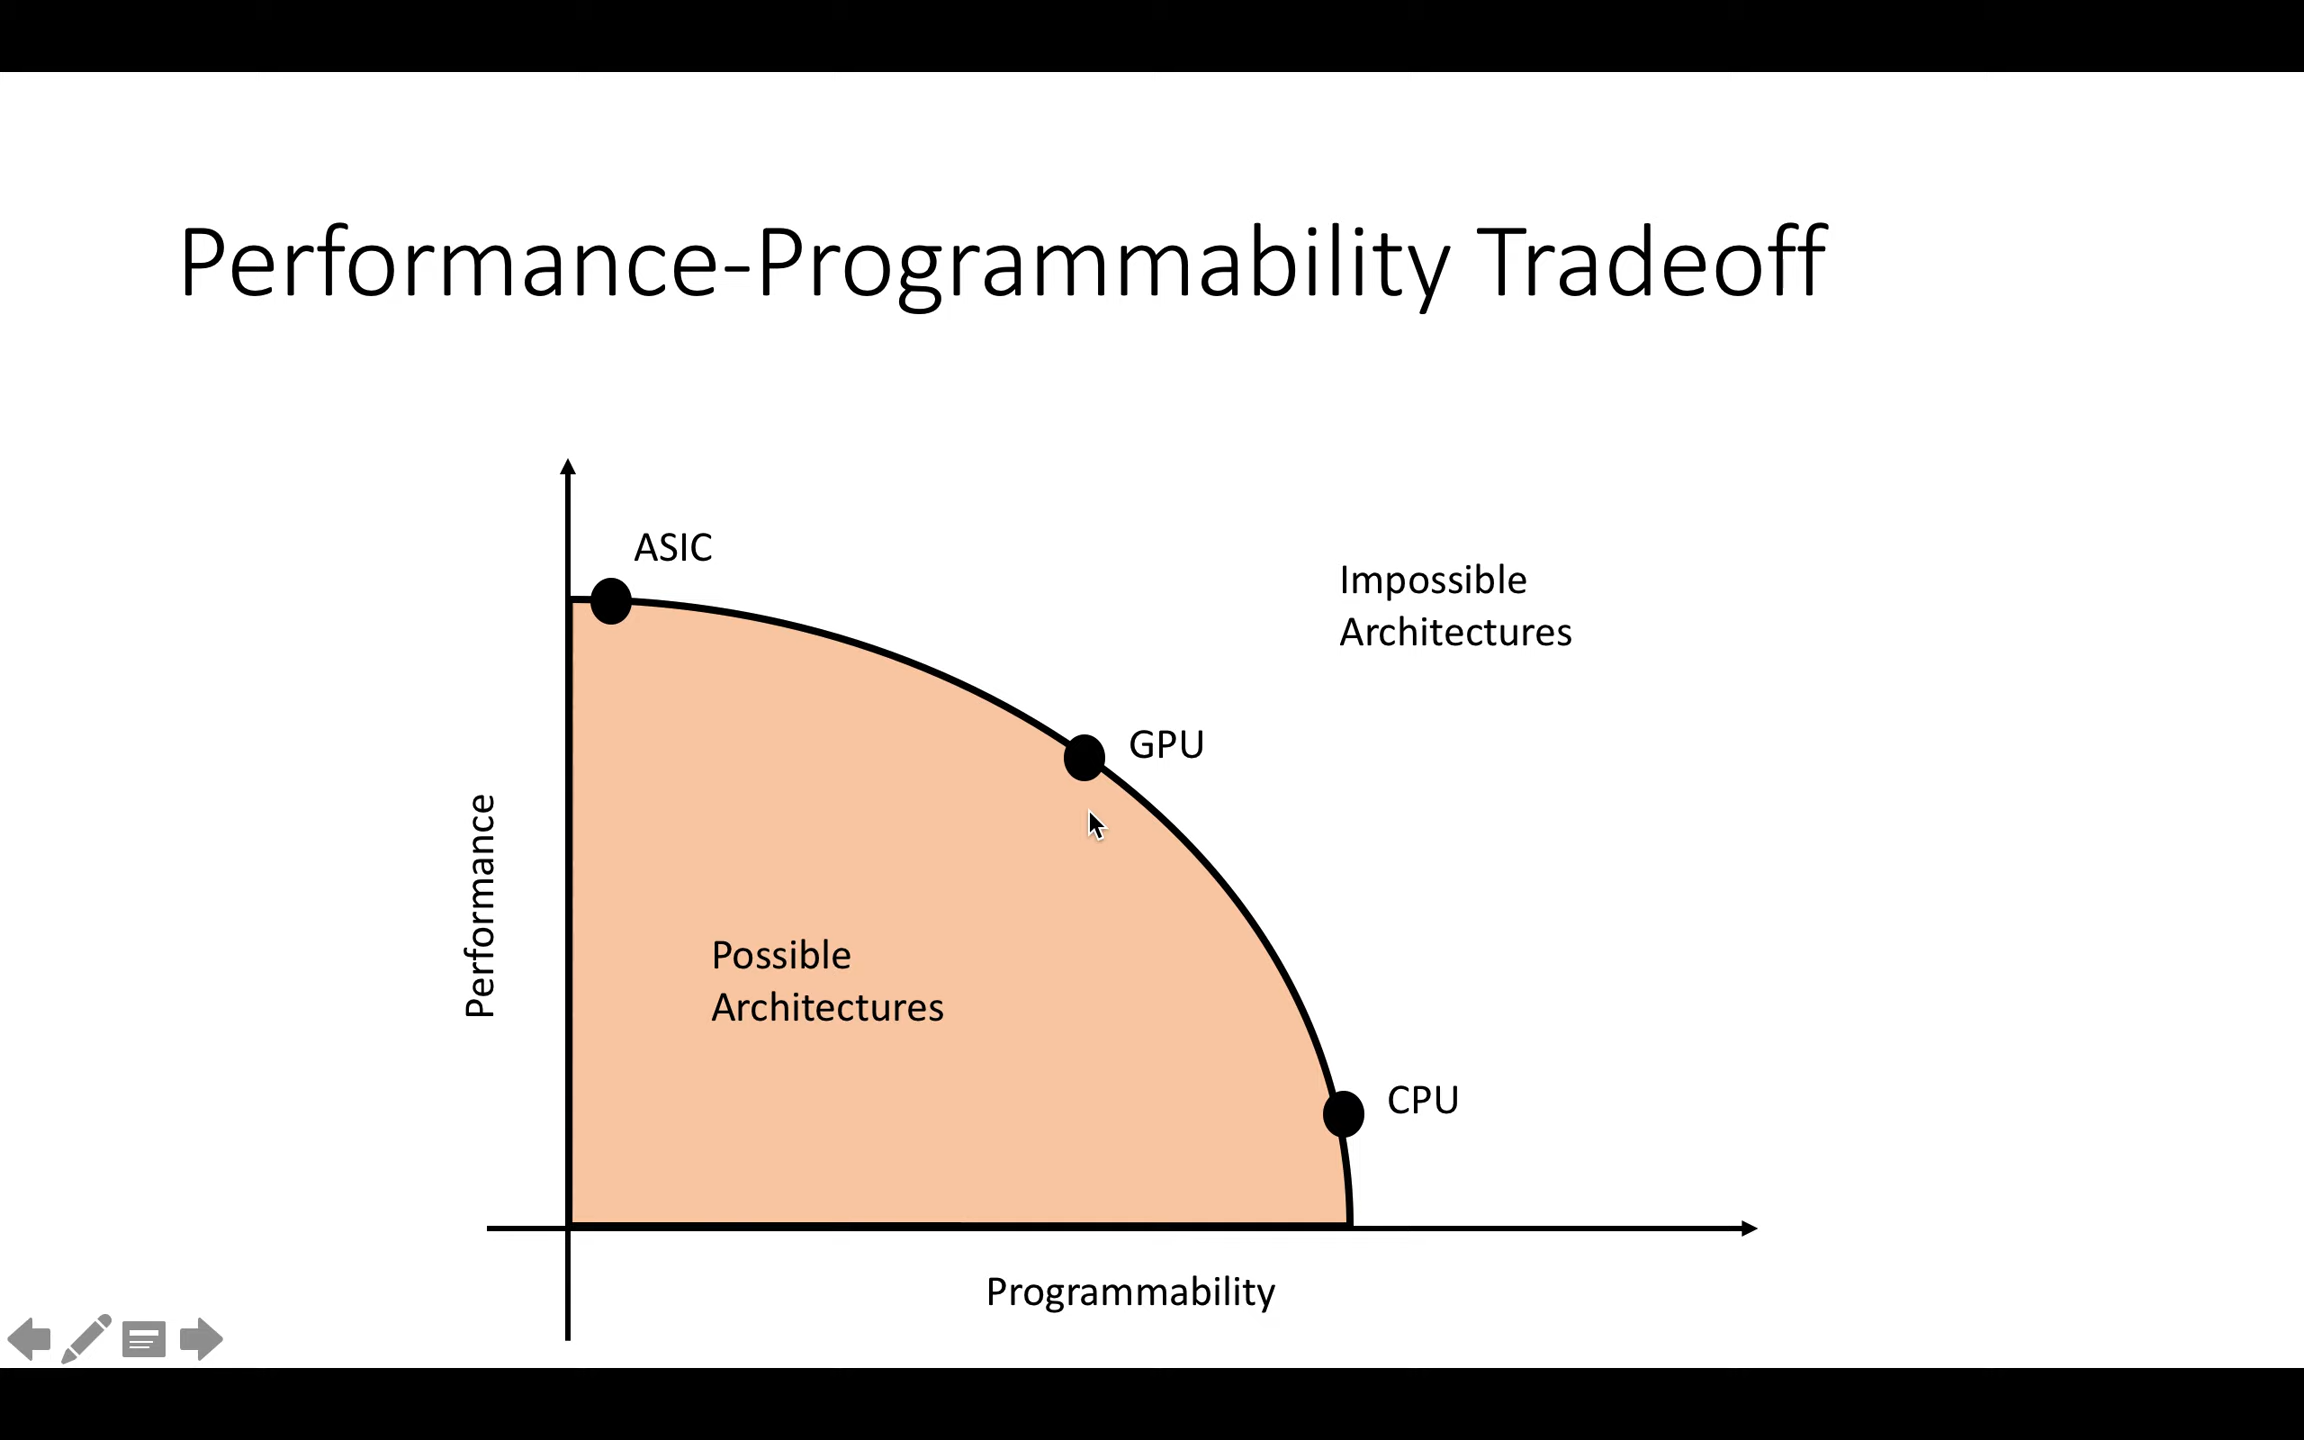 Performance-Programmability Tradeoff
ASIC
Impossible
Architectures
GPU
Performance
Possible
Architectures
CPU
Programmability